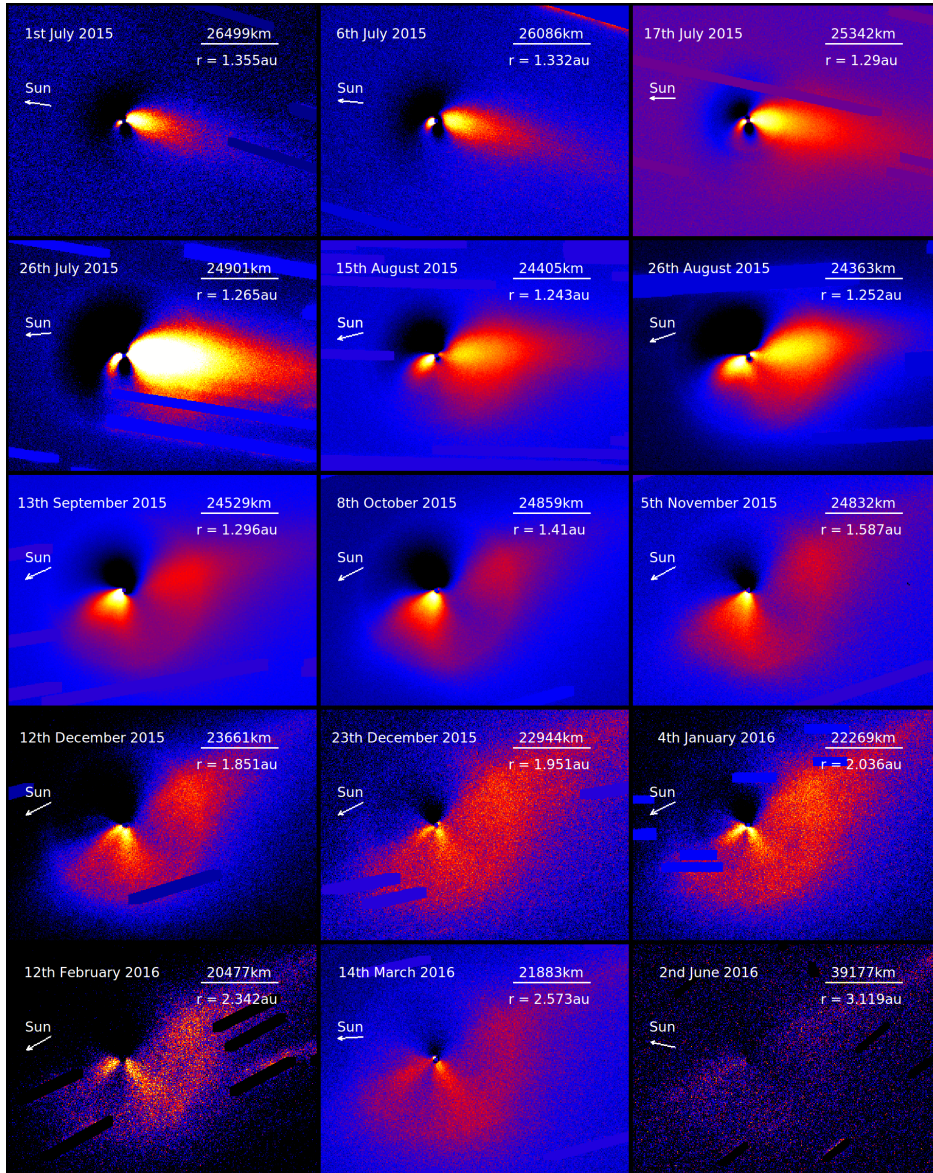 1st July 2015 26499km
r = 1.355au
Sun
6th July 2015 26086km
r = 1.332au
Sun
17th July 2015 25342km
r = 1.29au
Sun
26th July 2015 24901km
r = 1.265au
Sun
15th August 2015 24405km
r = 1.243au
Sun
26th August 2015 24363km
r = 1.252au
Sun
13th September 2015 24529km
r = 1.296au
Sun
8th October 2015 24859km
r = 1.41au
Sun
5th November 2015 24832km
r = 1.587au
Sun
12th December 2015 23661km
r = 1.851au
Sun
23th December 2015 22944km
r = 1.951au
Sun
4th January 2016 22269km
r = 2.036au
Sun
12th February 2016 20477km
r = 2.342au
Sun
14th March 2016 21883km
r = 2.573au
Sun
2nd June 2016 39177km
r = 3.119au
Sun